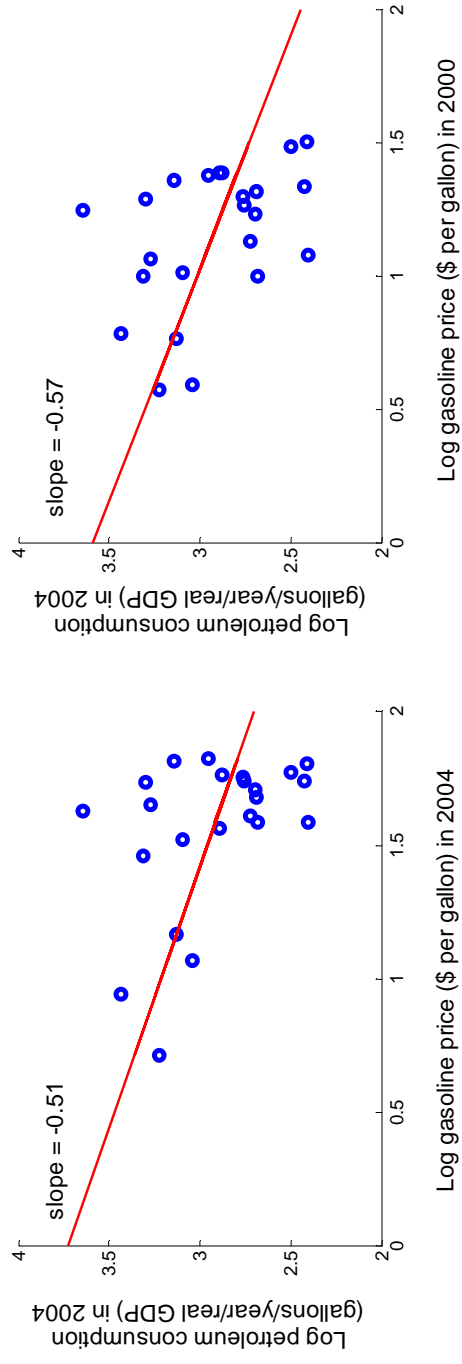 Log petroleum consumption
(gallons/year/real GDP) in 2004
4
3.5
3
2.5
2
slope = -0.51
0 0.5 1 1.5 2
Log gasoline price ($ per gallon) in 2004
Log petroleum consumption
(gallons/year/real GDP) in 2004
4
3.5
3
2.5
2
slope = -0.57
0 0.5 1 1.5 2
Log gasoline price ($ per gallon) in 2000